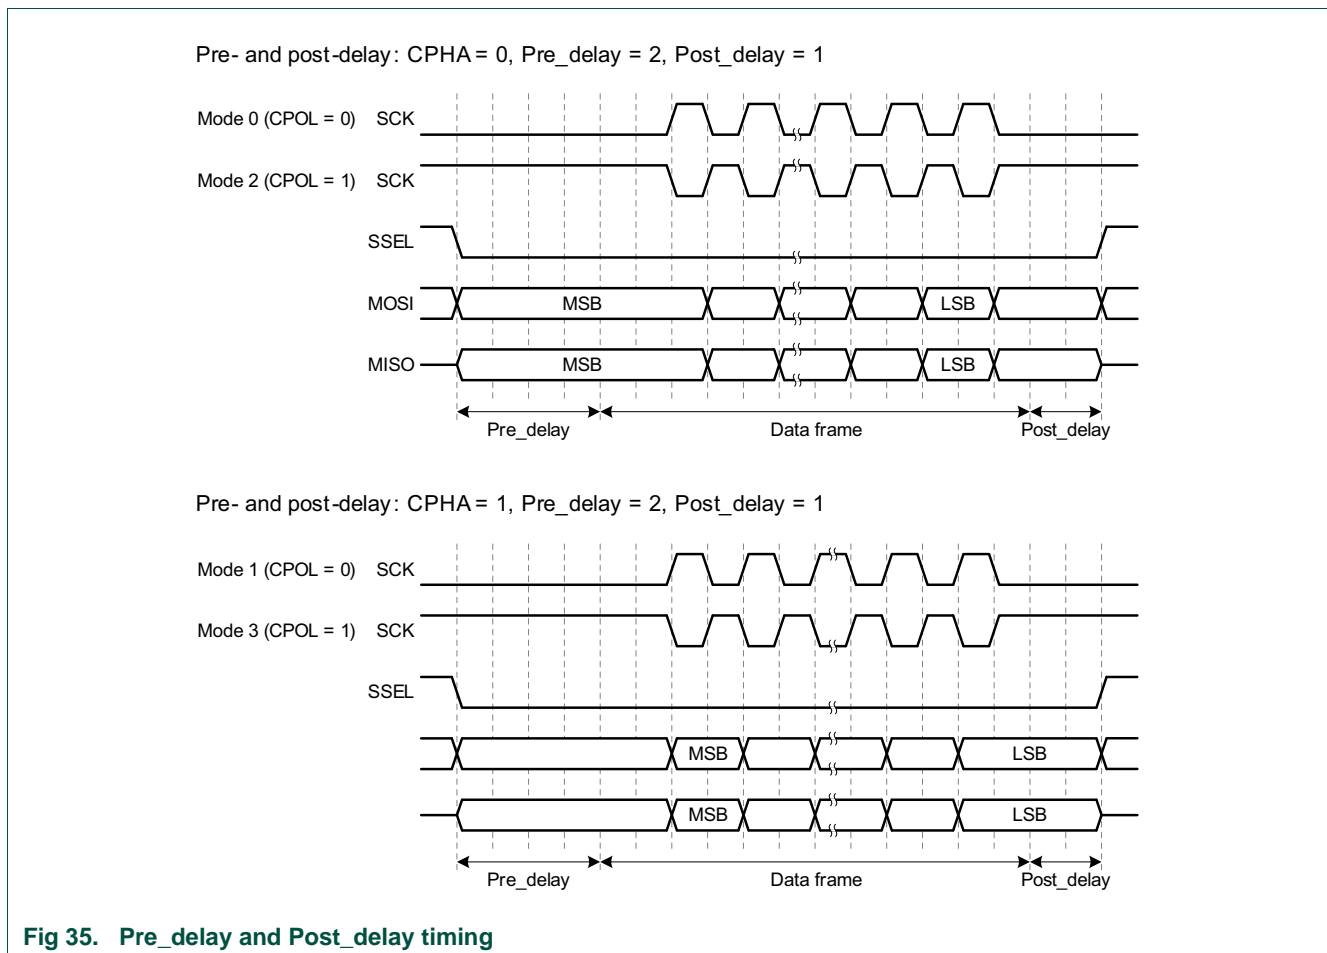 Pre- and post-delay: CPHA = 0, Pre_delay = 2, Post_delay = 1
Mode 0 (CPOL = 0) SCK
Mode 2 (CPOL = 1) SCK
SSEL
MOSI MSB LSB
MISO MSB LSB
Pre_delay Data frame Post_delay
Pre- and post-delay: CPHA = 1, Pre_delay = 2, Post_delay = 1
Mode 1 (CPOL = 0) SCK
Mode 3 (CPOL = 1) SCK
SSEL
MSB LSB
MSB LSB
Pre_delay Data frame Post_delay
Fig 35. Pre_delay and Post_delay timing